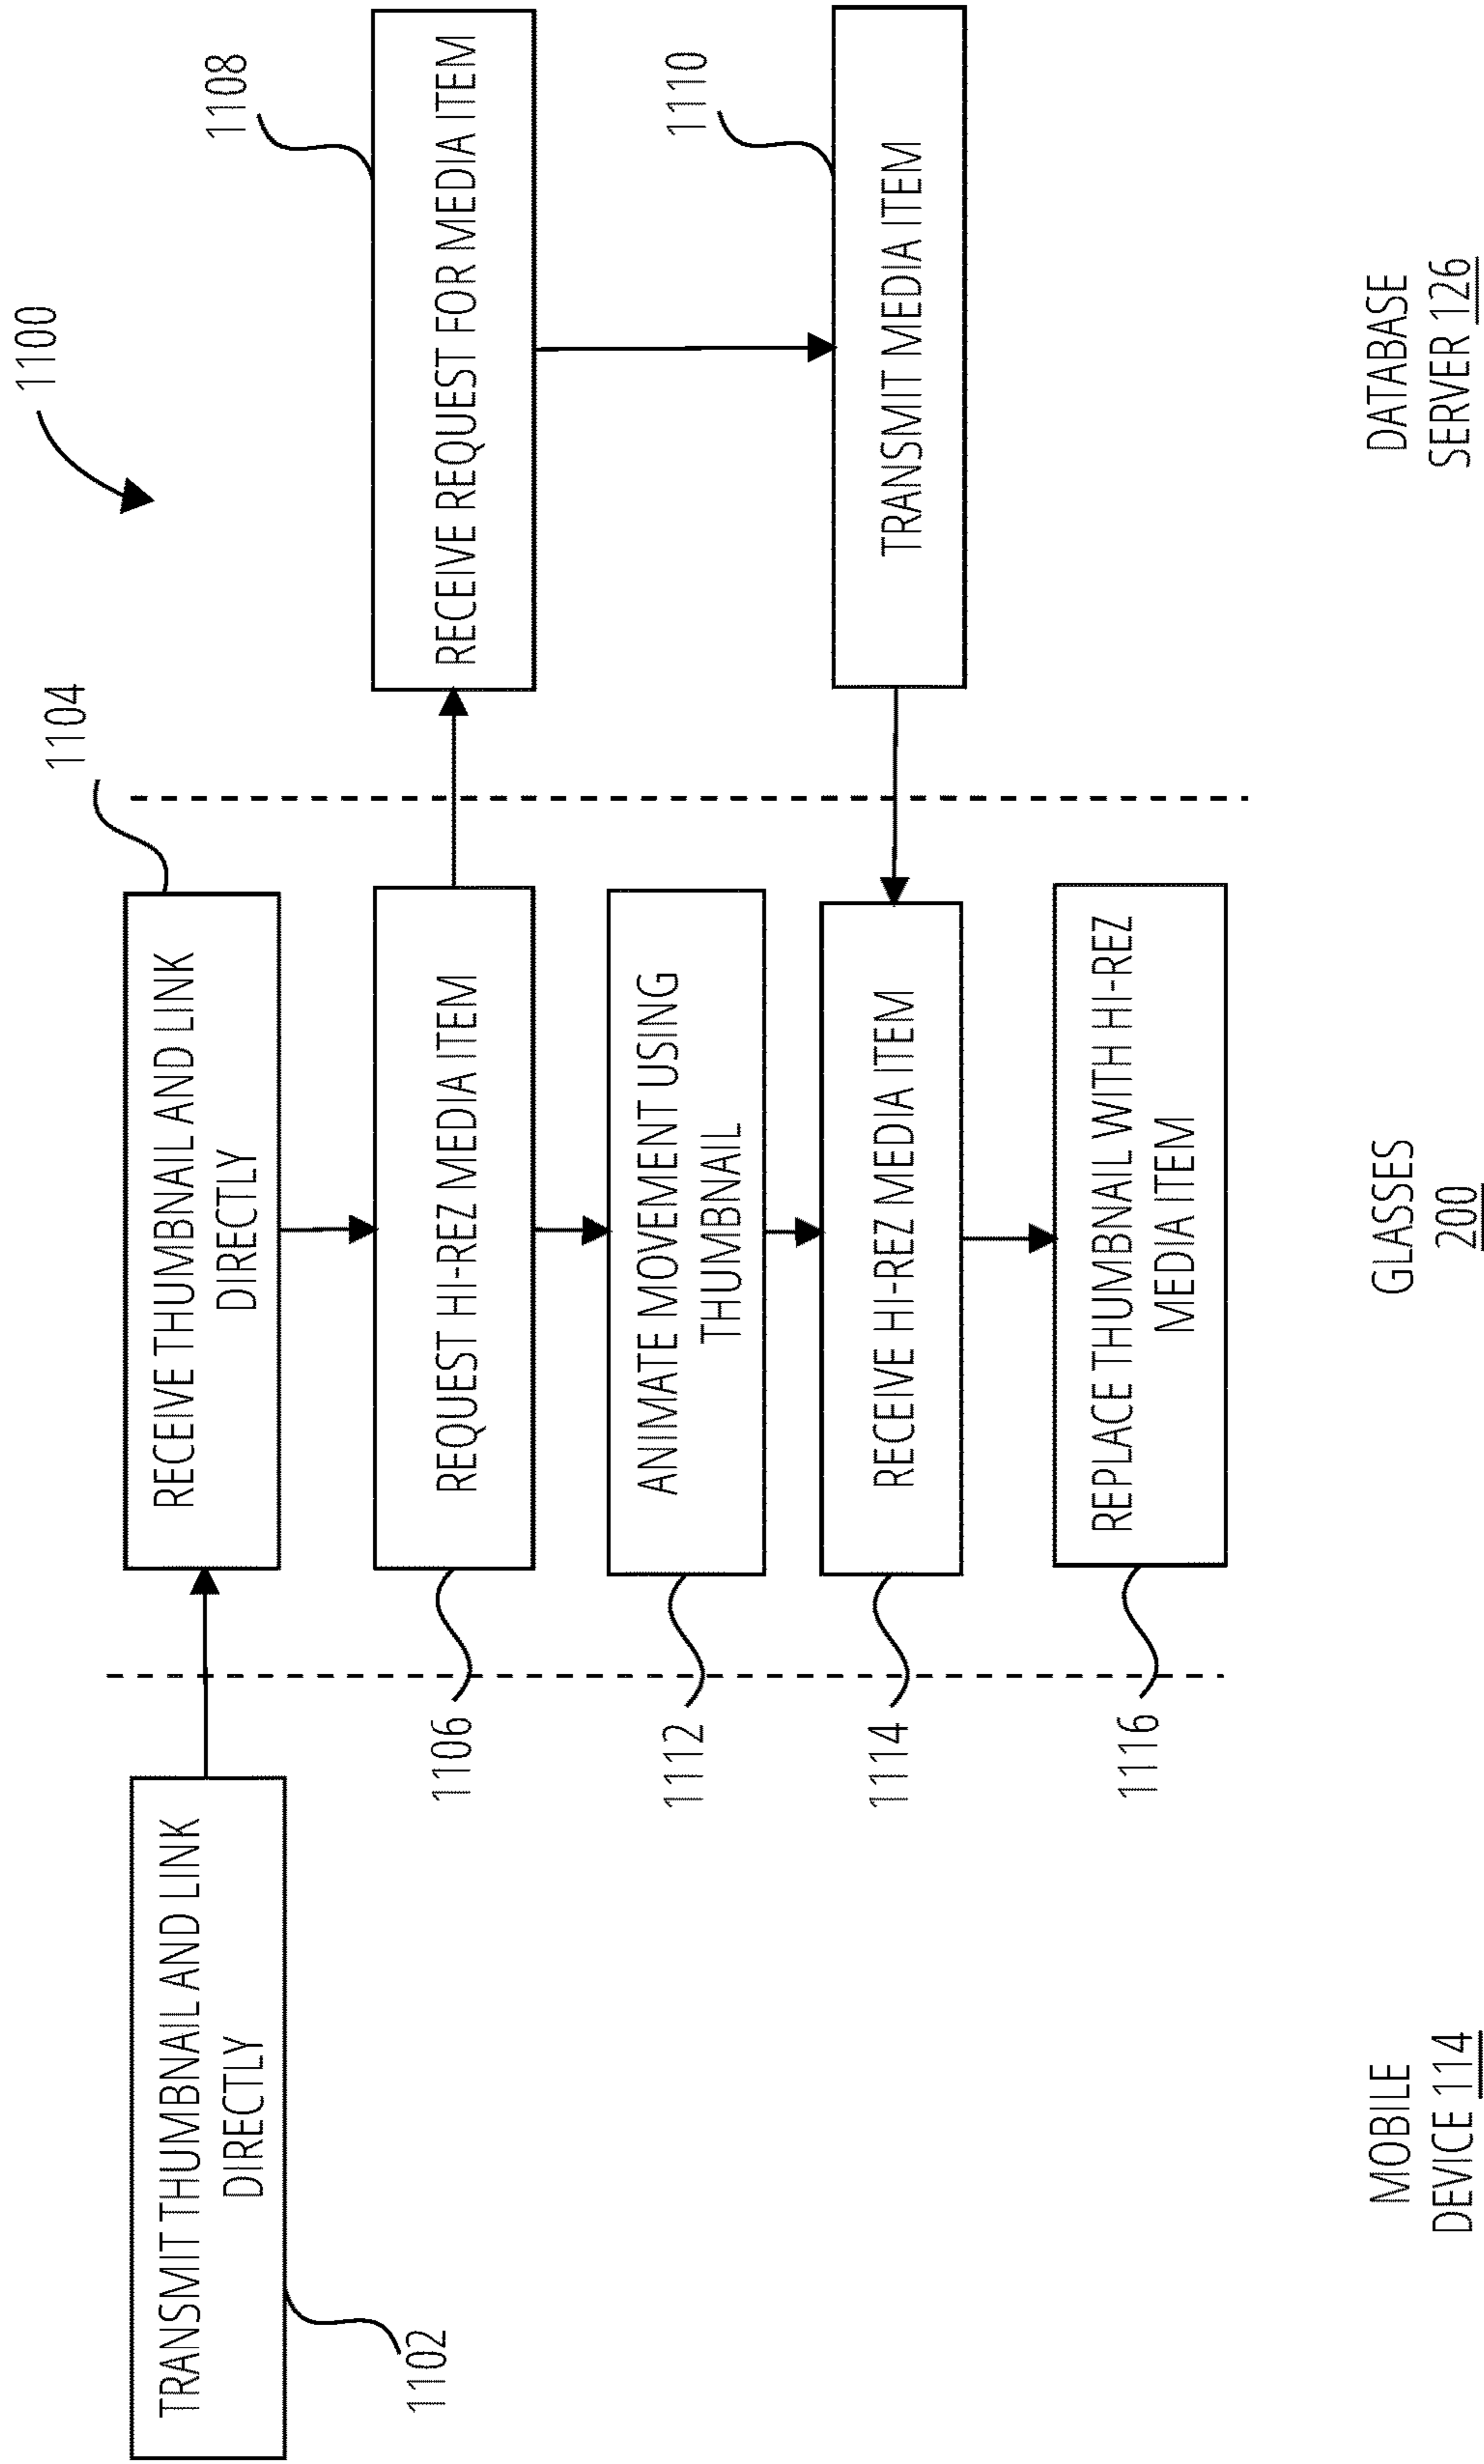 1100
TRANSMIT THUMBNAIL AND LINK
DIRECTLY
1102
RECEIVE THUMBNAIL AND LINK
DIRECTLY
1104
REQUEST HI-REZ MEDIA ITEM
1106
RECEIVE REQUEST FOR MEDIA ITEM
1108
ANIMATE MOVEMENT USING
THUMBNAIL
1112
RECEIVE HI-REZ MEDIA ITEM
1114
TRANSMIT MEDIA ITEM
1110
REPLACE THUMBNAIL WITH HI-REZ
MEDIA ITEM
1116
MOBILE
DEVICE 114
GLASSES
200
DATABASE
SERVER 126